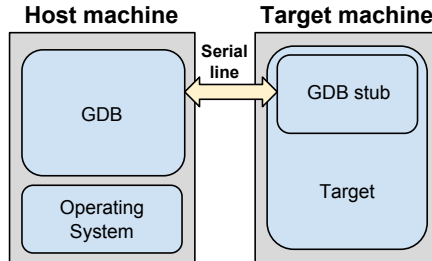 Host machine
Target machine
Serial
line
GDB
GDB stub
Operating
System
Target